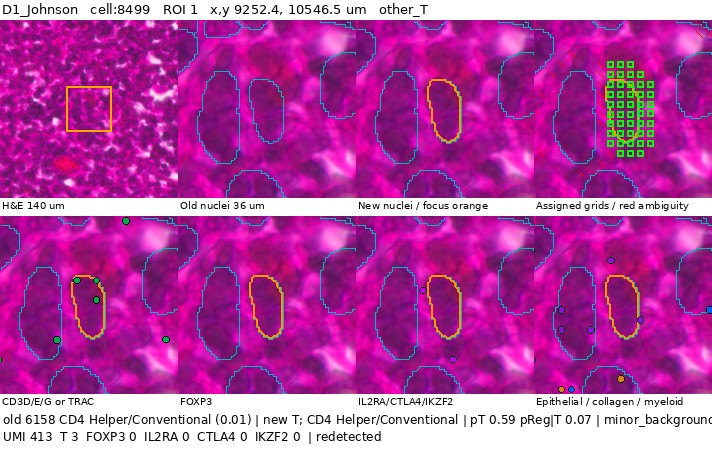 D1_Johnson cell:8499 ROI 1 x,y 9252.4, 10546.5 um other_T
H&E 140 um
Old nuclei 36 um
New nuclei / focus orange
Assigned grids / red ambiguity
CD3D/E/G or TRAC
FOXP3
IL2RA/CTLA4/IKZF2
Epithelial / collagen / myeloid
old 6158 CD4 Helper/Conventional (0.01) | new T; CD4 Helper/Conventional | pT 0.59 pReg|T 0.07 | minor_background
UMI 413 T 3 FOXP3 0 IL2RA 0 CTLA4 0 IKZF2 0 | redetected